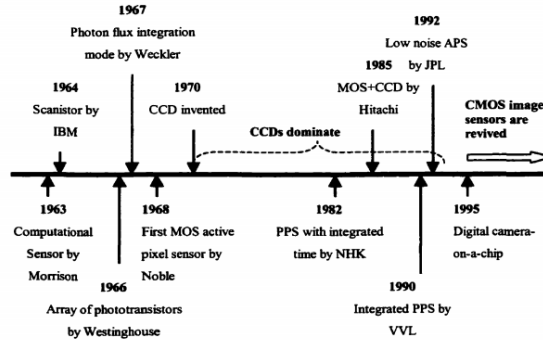 1967
Photon flux integration
mode by Weckler
1992
Low noise APS
by JPL
1964
Scanistor by
IBM
1970
CCD invented
1985
MOS+CCD by
Hitachi
CCDs dominate
CMOS image
sensors are
revived
1963
Computational
Sensor by
Morrison
1968
First MOS active
pixel sensor by
Noble
1982
PPS with integrated
time by NHK
1995
Digital camera-
on-a-chip
1966
Array of phototransistors
by Westinghouse
1990
Integrated PPS by
VVL